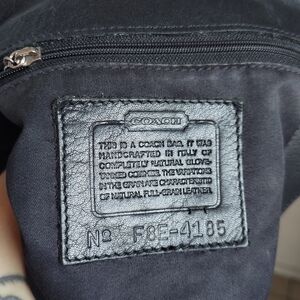 COACH
THIS IS A COACH BAG. IT WAS
HANDCRAFTED IN ITALY OF
COMPLETELY NATURAL GLOVE-
TANNED COWHIDE. THE VARIATIONS
IN THE GRAIN ARE CHARACTERISTIC
OF NATURAL FULL-GRAIN LEATHER.
Nº F8E-4185